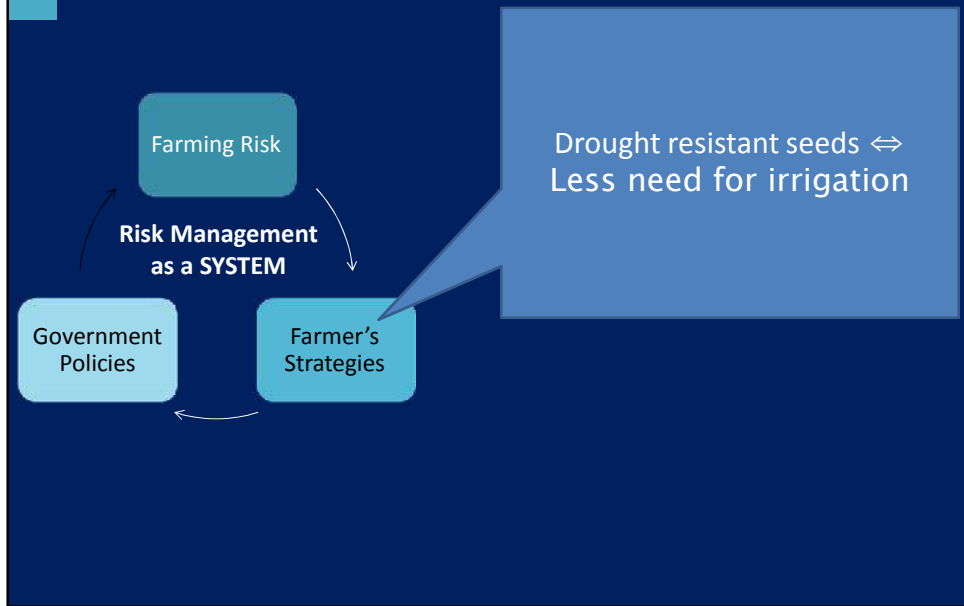 Farming Risk
Risk Management
as a SYSTEM
Government
Policies
Farmer’s
Strategies
Drought resistant seeds ⇔
Less need for irrigation